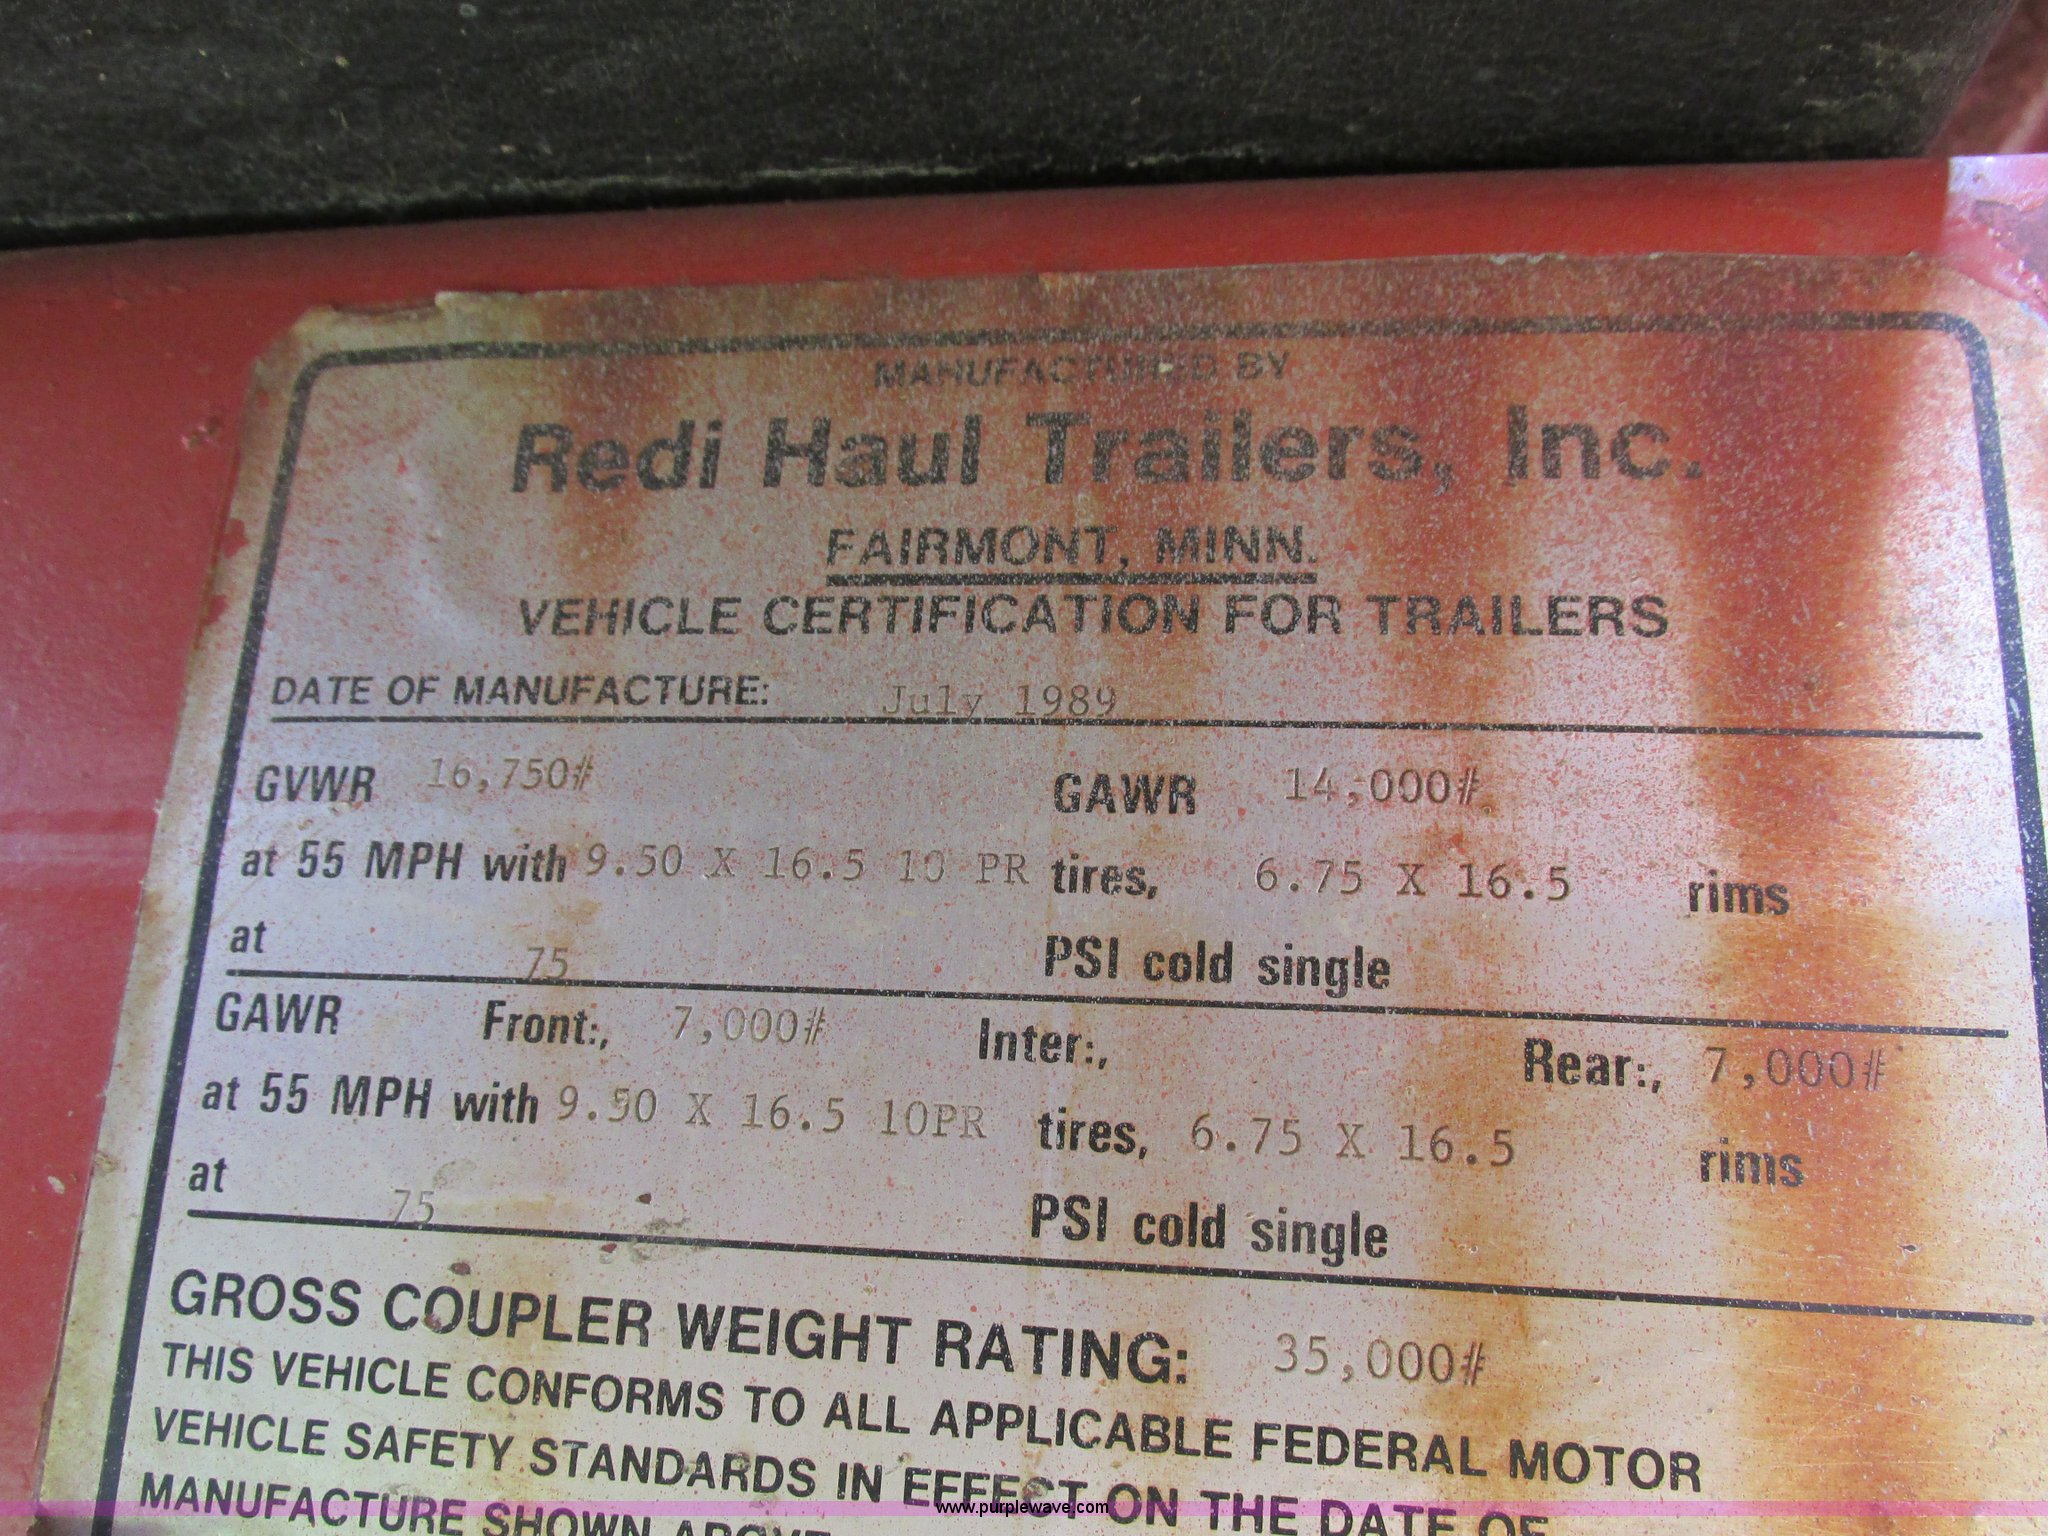 MANUFACTURED BY
Redi Haul Trailers, Inc.
FAIRMONT, MINN.
VEHICLE CERTIFICATION FOR TRAILERS
DATE OF MANUFACTURE: July 1989
GVWR 16,750# GAWR 14,000#
at 55 MPH with 9.50 X 16.5 10 PR tires, 6.75 X 16.5 rims
at 75 PSI cold single
GAWR Front:, 7,000# Inter:, Rear:, 7,000#
at 55 MPH with 9.50 X 16.5 10PR tires, 6.75 X 16.5 rims
at 75 PSI cold single
GROSS COUPLER WEIGHT RATING: 35,000#
THIS VEHICLE CONFORMS TO ALL APPLICABLE FEDERAL MOTOR
VEHICLE SAFETY STANDARDS IN EFFECT ON THE DATE OF
MANUFACTURE SHOWN ABOVE
www.purplewave.com